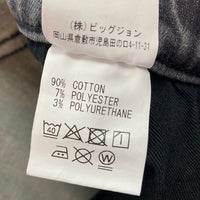 (株)ビッグジョン
岡山県倉敷市児島田の口4-11-31
90% COTTON
7% POLYESTER
3% POLYURETHANE
40